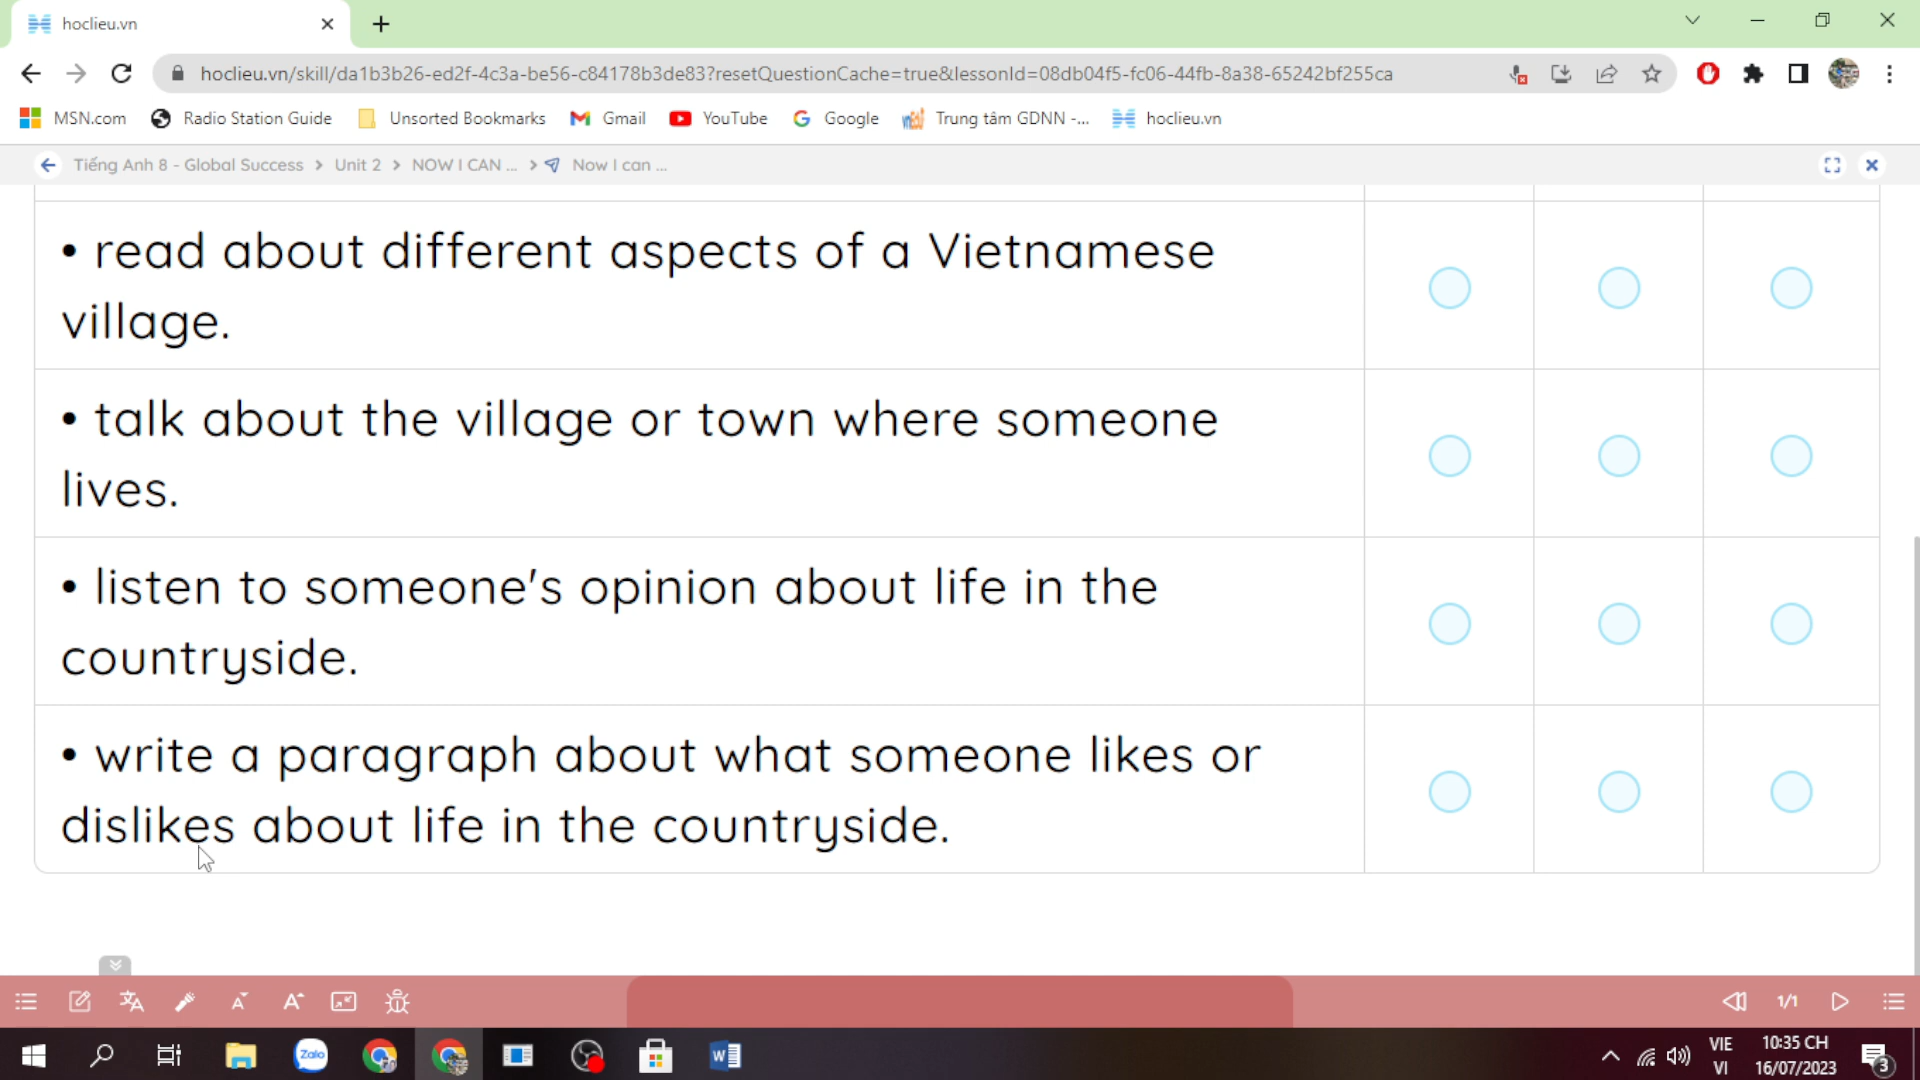 hoclieu.vn
hoclieu.vn/skill/da1b3b26-ed2f-4c3a-be56-c84178b3de83?resetQuestionCache=true&lessonId=08db04f5-fc06-44fb-8a38-65242bf255ca
MSN.com Radio Station Guide Unsorted Bookmarks Gmail YouTube Google Trung tâm GDNN -... hoclieu.vn
Tiếng Anh 8 - Global Success > Unit 2 > NOW I CAN ... > Now I can ...
• read about different aspects of a Vietnamese
village.
• talk about the village or town where someone
lives.
• listen to someone's opinion about life in the
countryside.
• write a paragraph about what someone likes or
dislikes about life in the countryside.
1/1
Zalo
VIE 10:35 CH
VI 16/07/2023 3